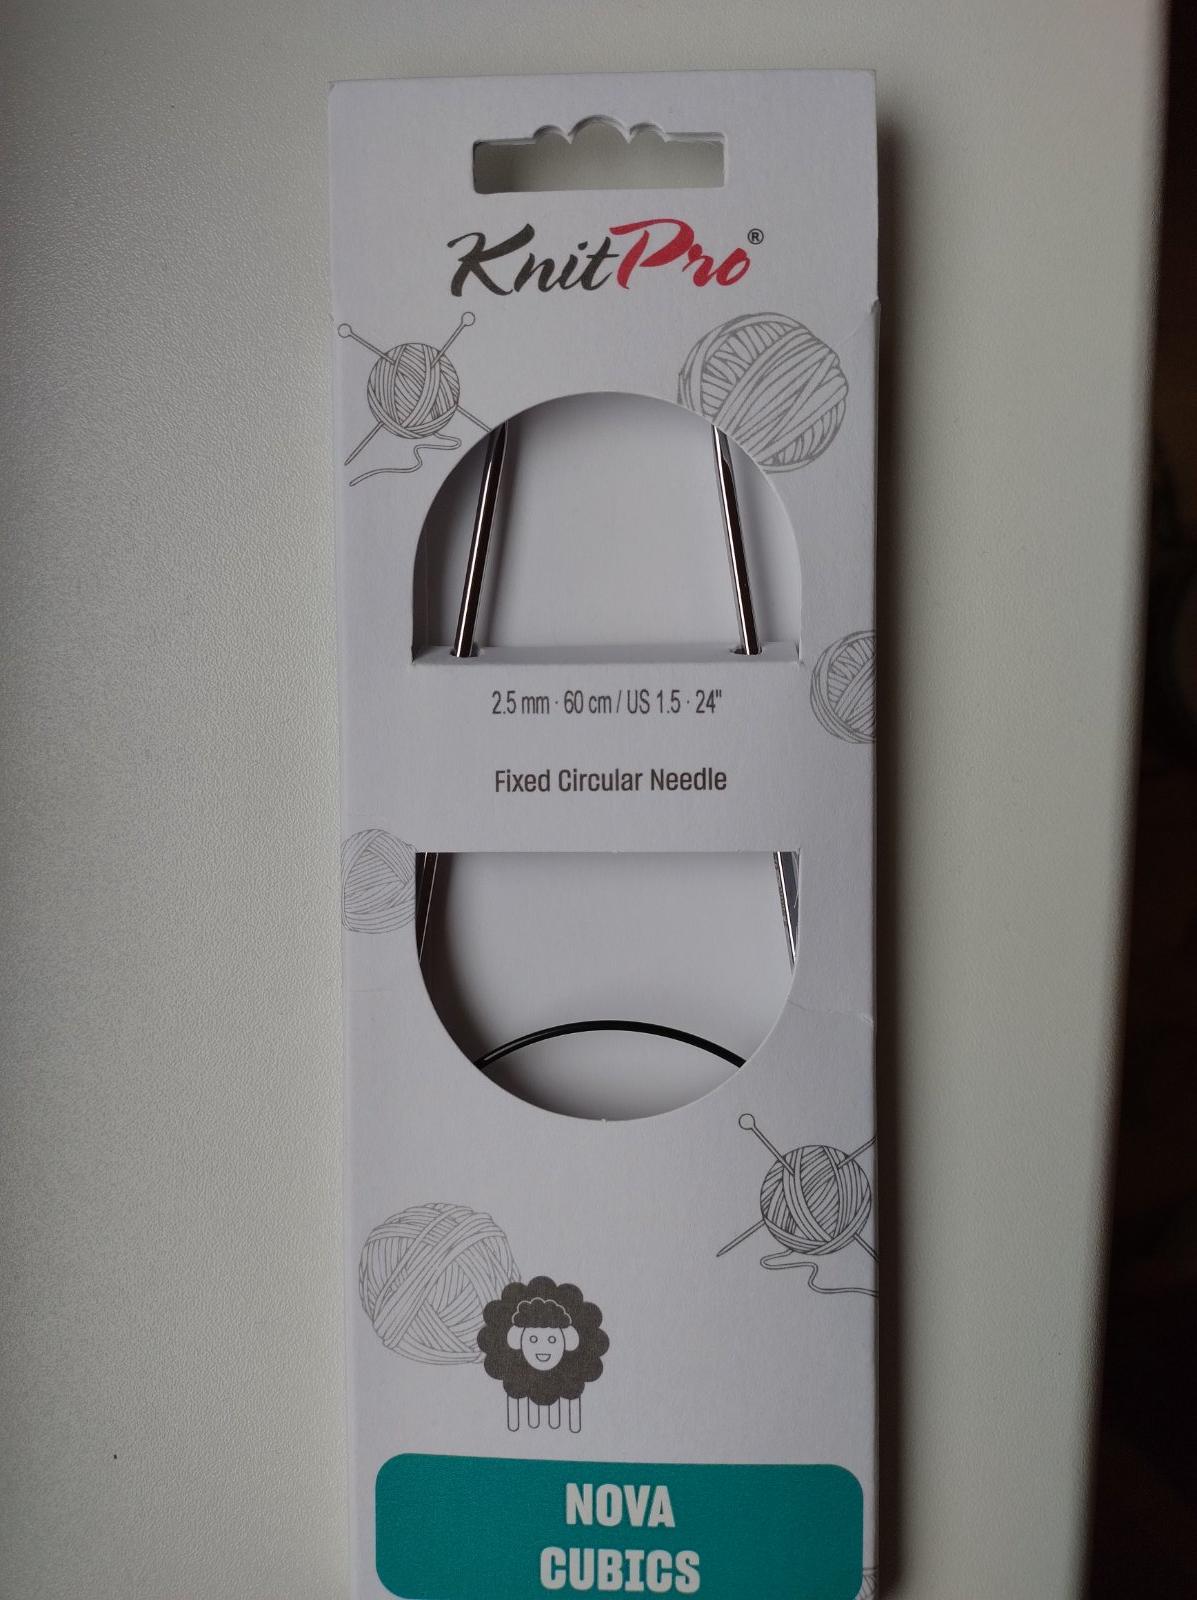 KnitPro®
2.5 mm · 60 cm / US 1.5 · 24"
Fixed Circular Needle
NOVA
CUBICS